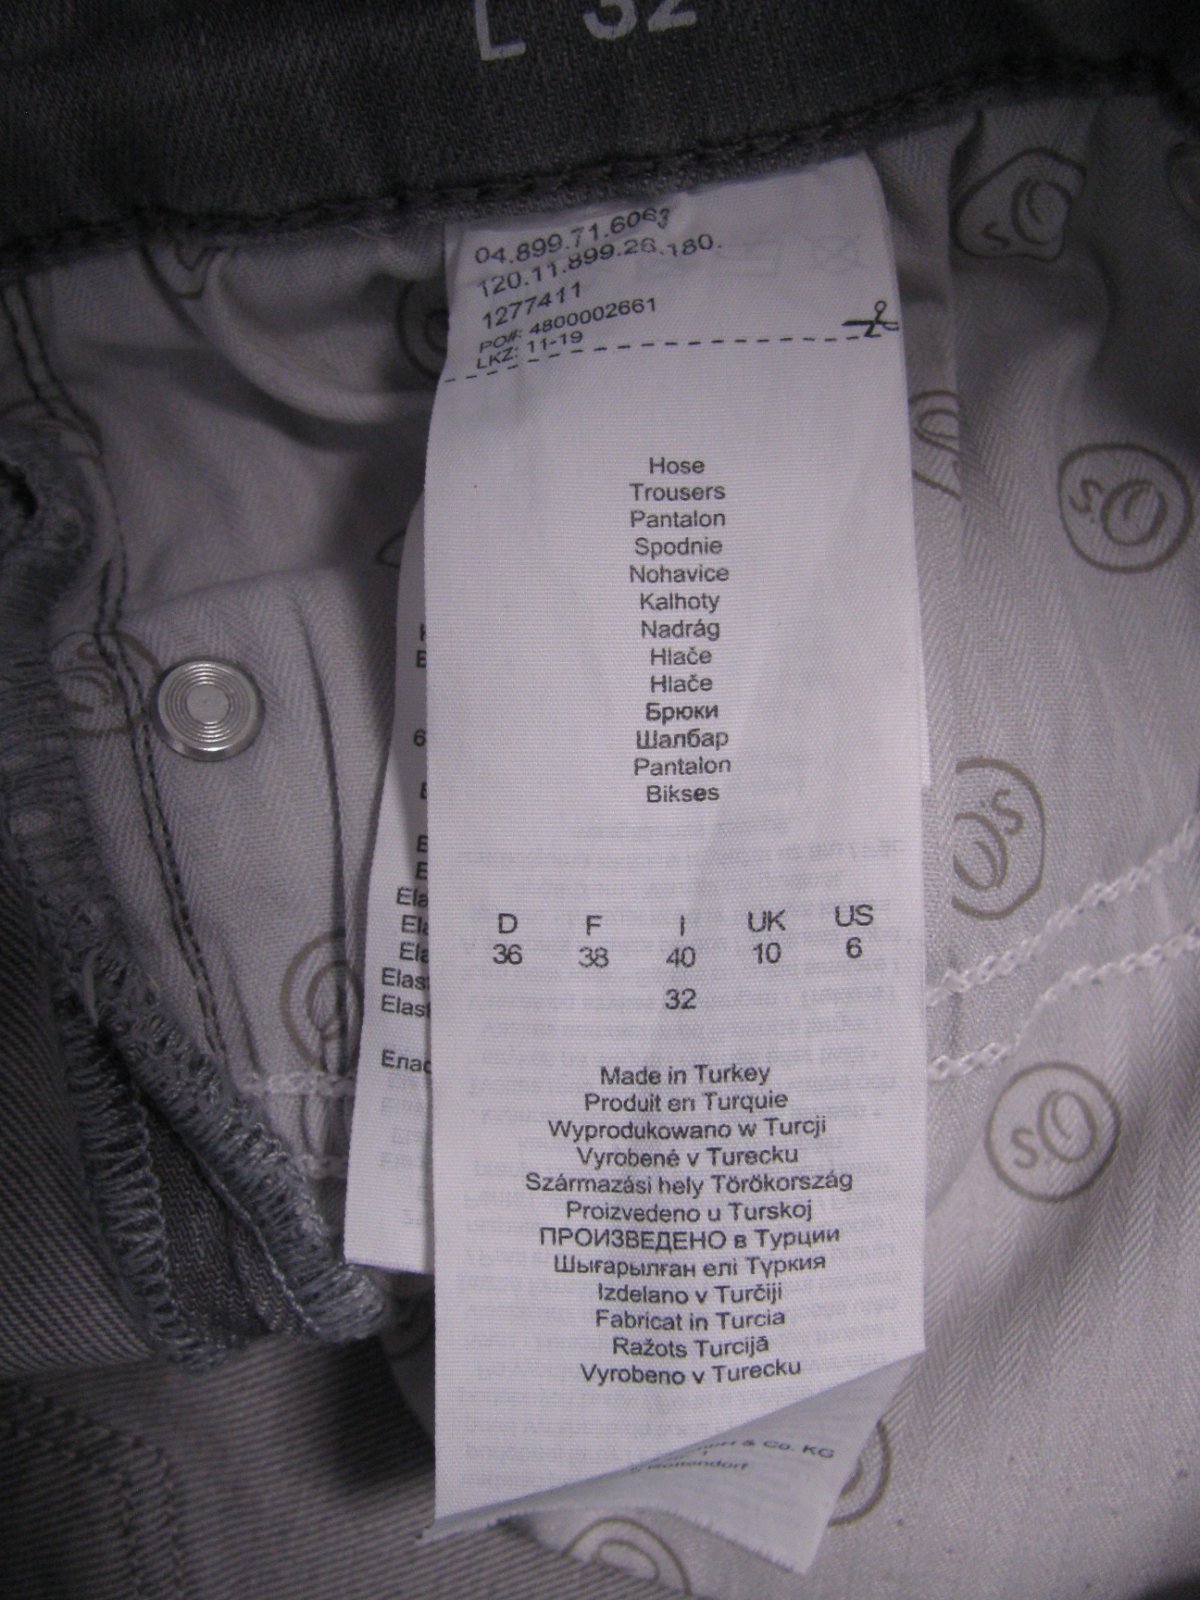 L 32
04.899.71.6063
120.11.899.26.180.
1277411
PO#: 4800002661
LKZ: 11-19
Hose
Trousers
Pantalon
Spodnie
Nohavice
Kalhoty
Nadrág
Hlače
Hlače
Брюки
Шалбар
Pantalon
Bikses
D F I UK US
36 38 40 10 6
32
Made in Turkey
Produit en Turquie
Wyprodukowano w Turcji
Vyrobené v Turecku
Származási hely Törökország
Proizvedeno u Turskoj
ПРОИЗВЕДЕНО в Турции
Шығарылған елі Түркия
Izdelano v Turčiji
Fabricat in Turcia
Ražots Turcijā
Vyrobeno v Turecku
& Co. KG